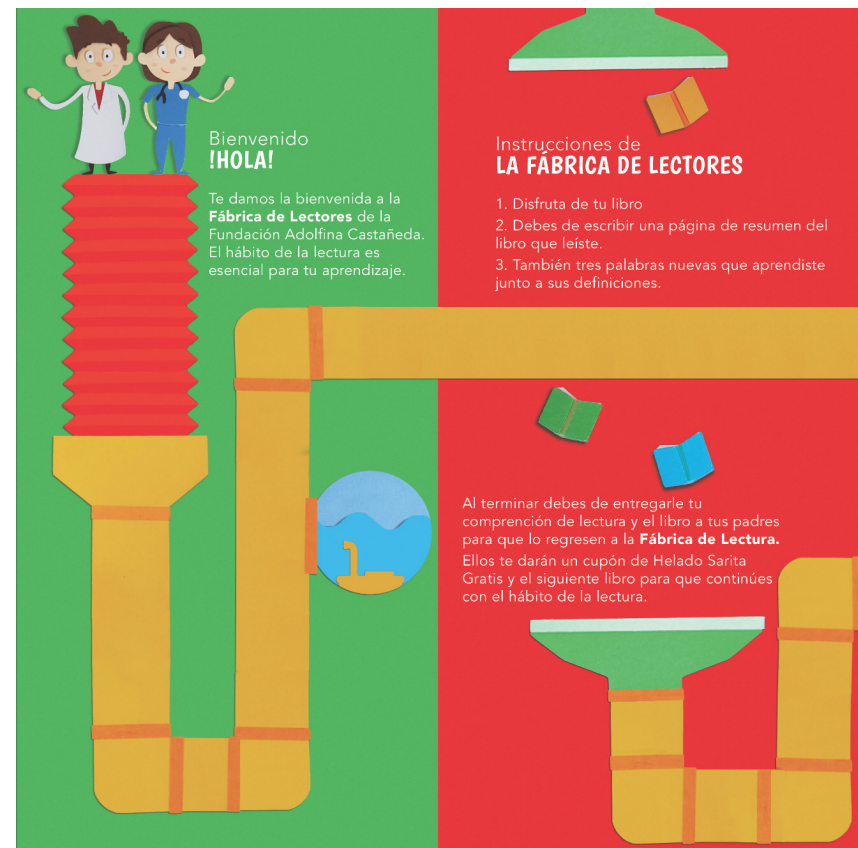 Bienvenido
!HOLA!
Te damos la bienvenida a la
Fábrica de Lectores de la
Fundación Adolfina Castañeda.
El hábito de la lectura es
esencial para tu aprendizaje.
Instrucciones de
LA FÁBRICA DE LECTORES
1. Disfruta de tu libro
2. Debes de escribir una página de resumen del
libro que leíste.
3. También tres palabras nuevas que aprendiste
junto a sus definiciones.
Al terminar debes de entregarle tu
comprención de lectura y el libro a tus padres
para que lo regresen a la Fábrica de Lectura.
Ellos te darán un cupón de Helado Sarita
Gratis y el siguiente libro para que continúes
con el hábito de la lectura.